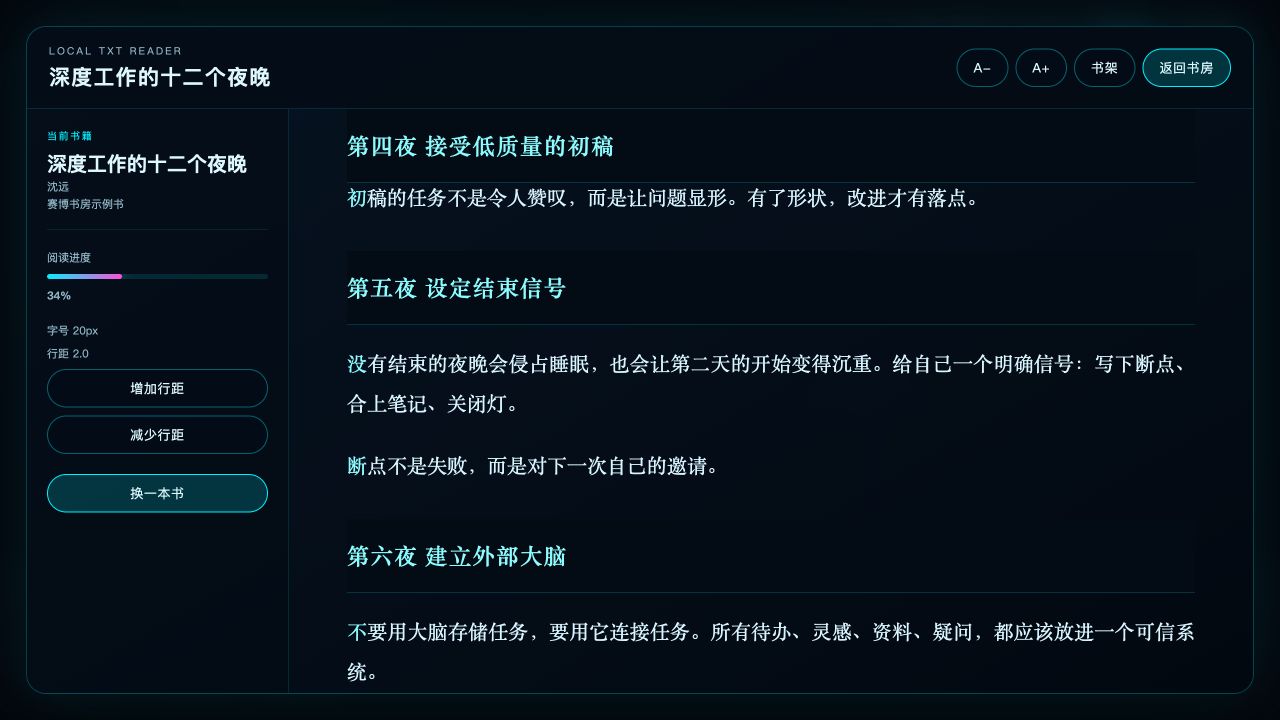 LOCAL TXT READER
深度工作的十二个夜晚
A−
A+
书架
返回书房
当前书籍
深度工作的十二个夜晚
沈远
赛博书房示例书
阅读进度
34%
字号 20px
行距 2.0
增加行距
减少行距
换一本书
第四夜 接受低质量的初稿
初稿的任务不是令人赞叹，而是让问题显形。有了形状，改进才有落点。
第五夜 设定结束信号
没有结束的夜晚会侵占睡眠，也会让第二天的开始变得沉重。给自己一个明确信号：写下断点、
合上笔记、关闭灯。
断点不是失败，而是对下一次自己的邀请。
第六夜 建立外部大脑
不要用大脑存储任务，要用它连接任务。所有待办、灵感、资料、疑问，都应该放进一个可信系
统。